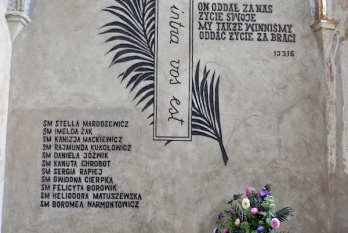 ON ODDAŁ ZA NAS
ŻYCIE SWOJE
MY TAKŻE WINNIŚMY
ODDAĆ ŻYCIE ZA BRACI
1J 3,16
intra vos est
SM STELLA MARDOSEWICZ
SM IMELDA ŻAK
SM KANIZJA MACKIEWICZ
SM RAJMUNDA KUKOŁOWICZ
SM DANIELA JÓŹWIK
SM KANUTA CHROBOT
SM SERGIA RAPIEJ
SM GWIDONA CIERPKA
SM FELICYTA BOROWIK
SM HELIODORA MATUSZEWSKA
SM BOROMEA NARMONTOWICZ